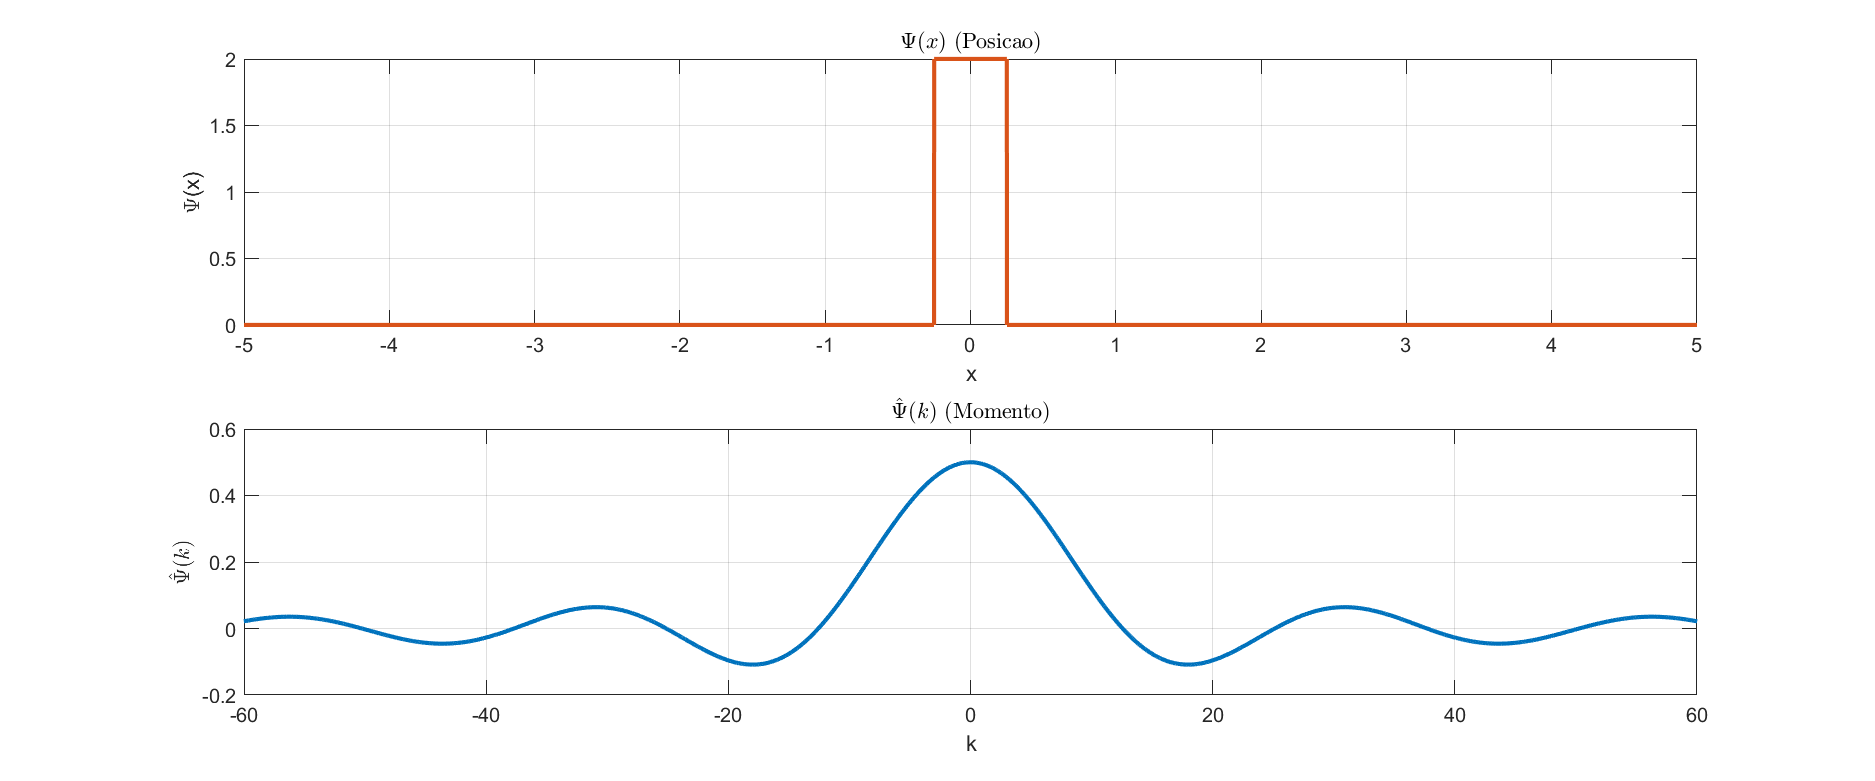 Ψ(x) (Posicao)
2
1.5
1
0.5
0
Ψ(x)
-5 -4 -3 -2 -1 0 1 2 3 4 5
x
Ψ̂(k) (Momento)
0.6
0.4
0.2
0
-0.2
Ψ̂(k)
-60 -40 -20 0 20 40 60
k